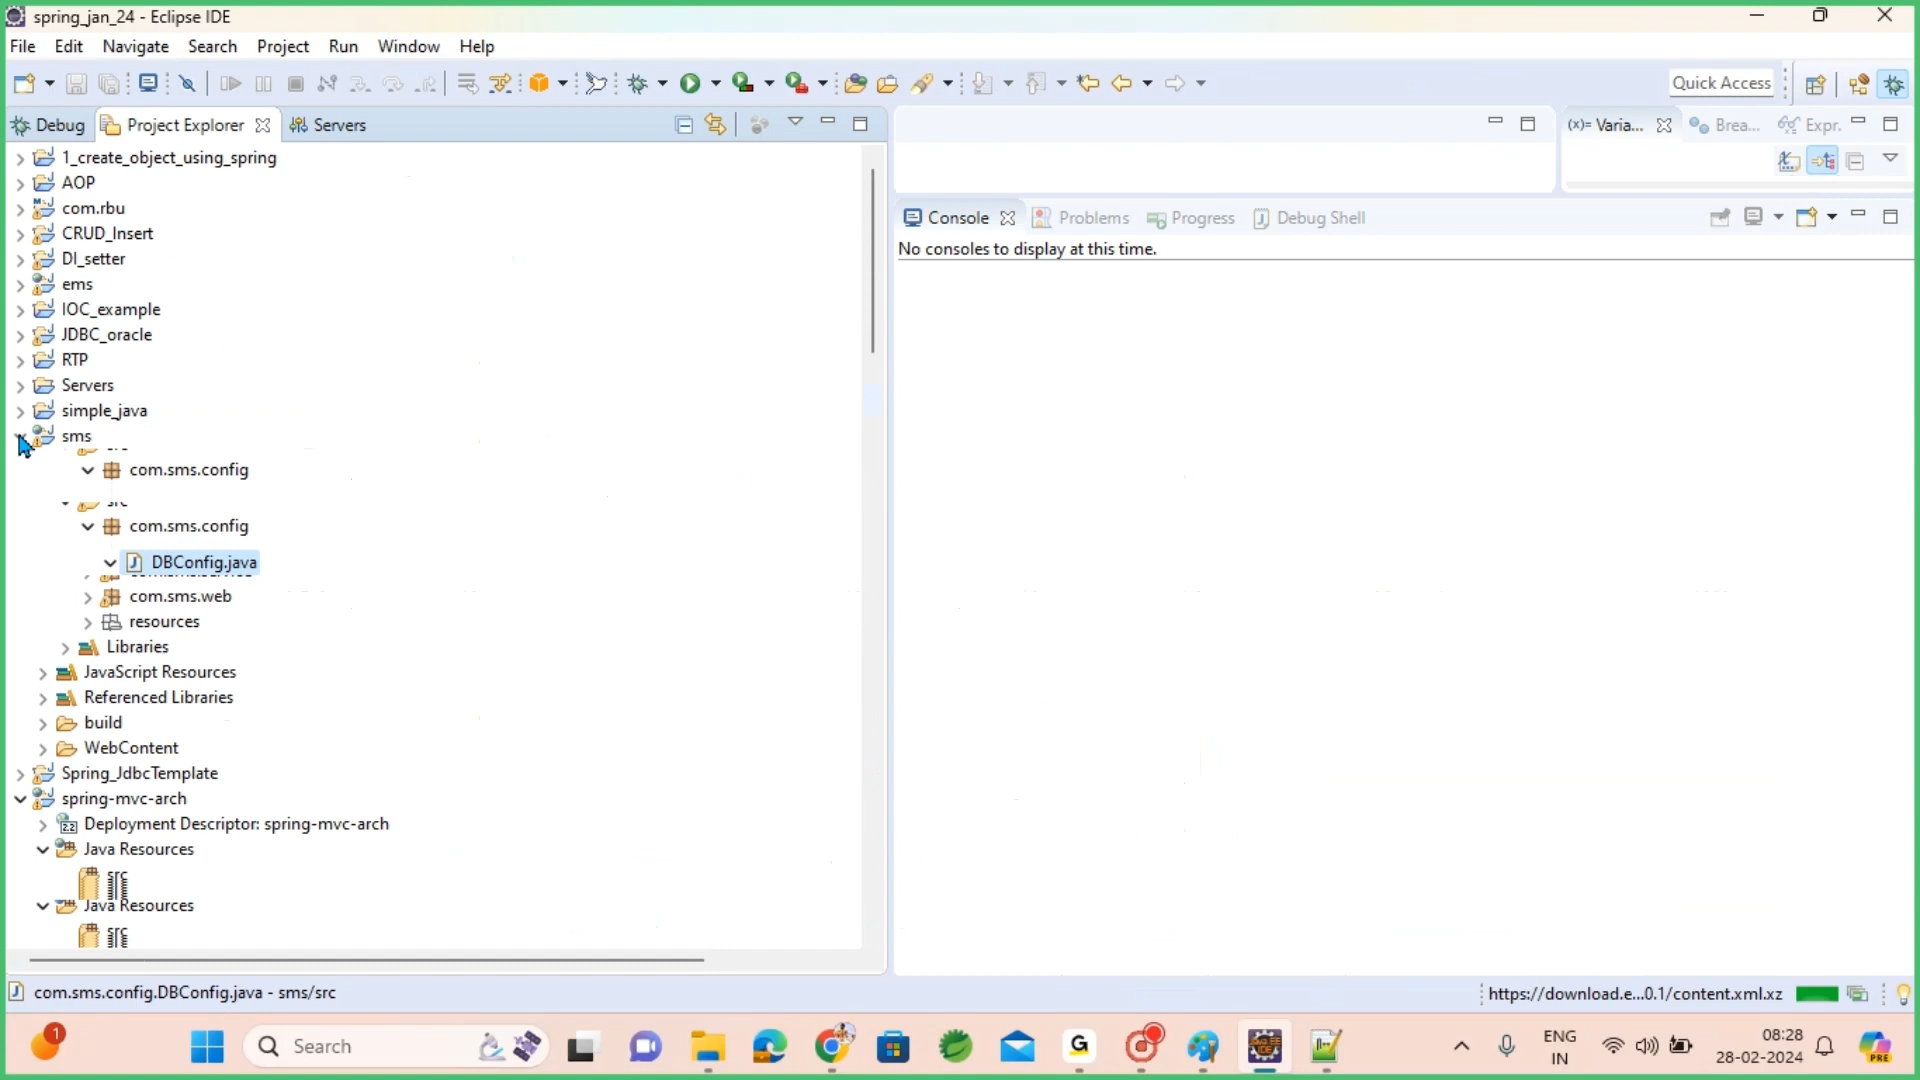 spring_jan_24 - Eclipse IDE
File Edit Navigate Search Project Run Window Help
Quick Access
Debug Project Explorer Servers
(x)= Varia... Brea... Expr.
1_create_object_using_spring
AOP
com.rbu
CRUD_Insert
DI_setter
ems
IOC_example
JDBC_oracle
RTP
Servers
simple_java
sms
com.sms.config
com.sms.config
DBConfig.java
com.sms.web
resources
Libraries
JavaScript Resources
Referenced Libraries
build
WebContent
Spring_JdbcTemplate
spring-mvc-arch
2.2 Deployment Descriptor: spring-mvc-arch
Java Resources
src
Java Resources
src
Console Problems Progress Debug Shell
No consoles to display at this time.
com.sms.config.DBConfig.java - sms/src
https://download.e...0.1/content.xml.xz
1
Search
G
ENG
IN
08:28
28-02-2024
PRE